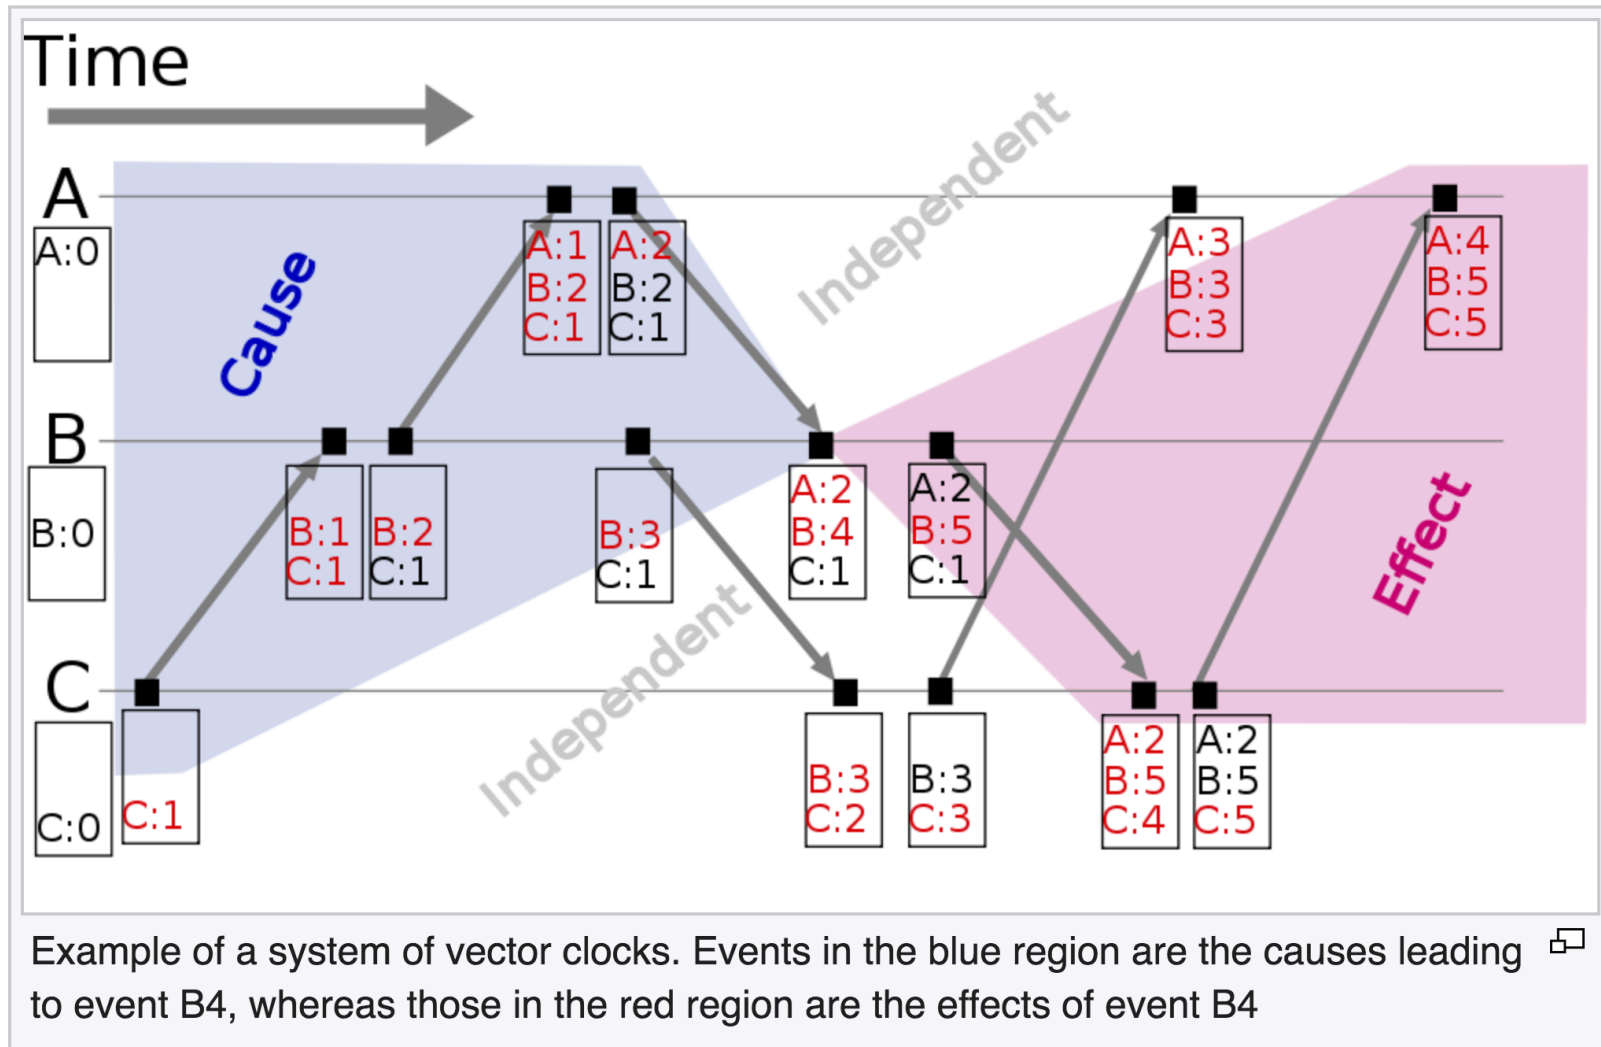 Time
Independent
A
A:0
Cause
A:1
B:2
C:1
A:2
B:2
C:1
A:3
B:3
C:3
A:4
B:5
C:5
B
B:0
B:1
C:1
B:2
C:1
B:3
C:1
A:2
B:4
C:1
A:2
B:5
C:1
Effect
Independent
C
C:0
C:1
B:3
C:2
B:3
C:3
A:2
B:5
C:4
A:2
B:5
C:5
Example of a system of vector clocks. Events in the blue region are the causes leading
to event B4, whereas those in the red region are the effects of event B4